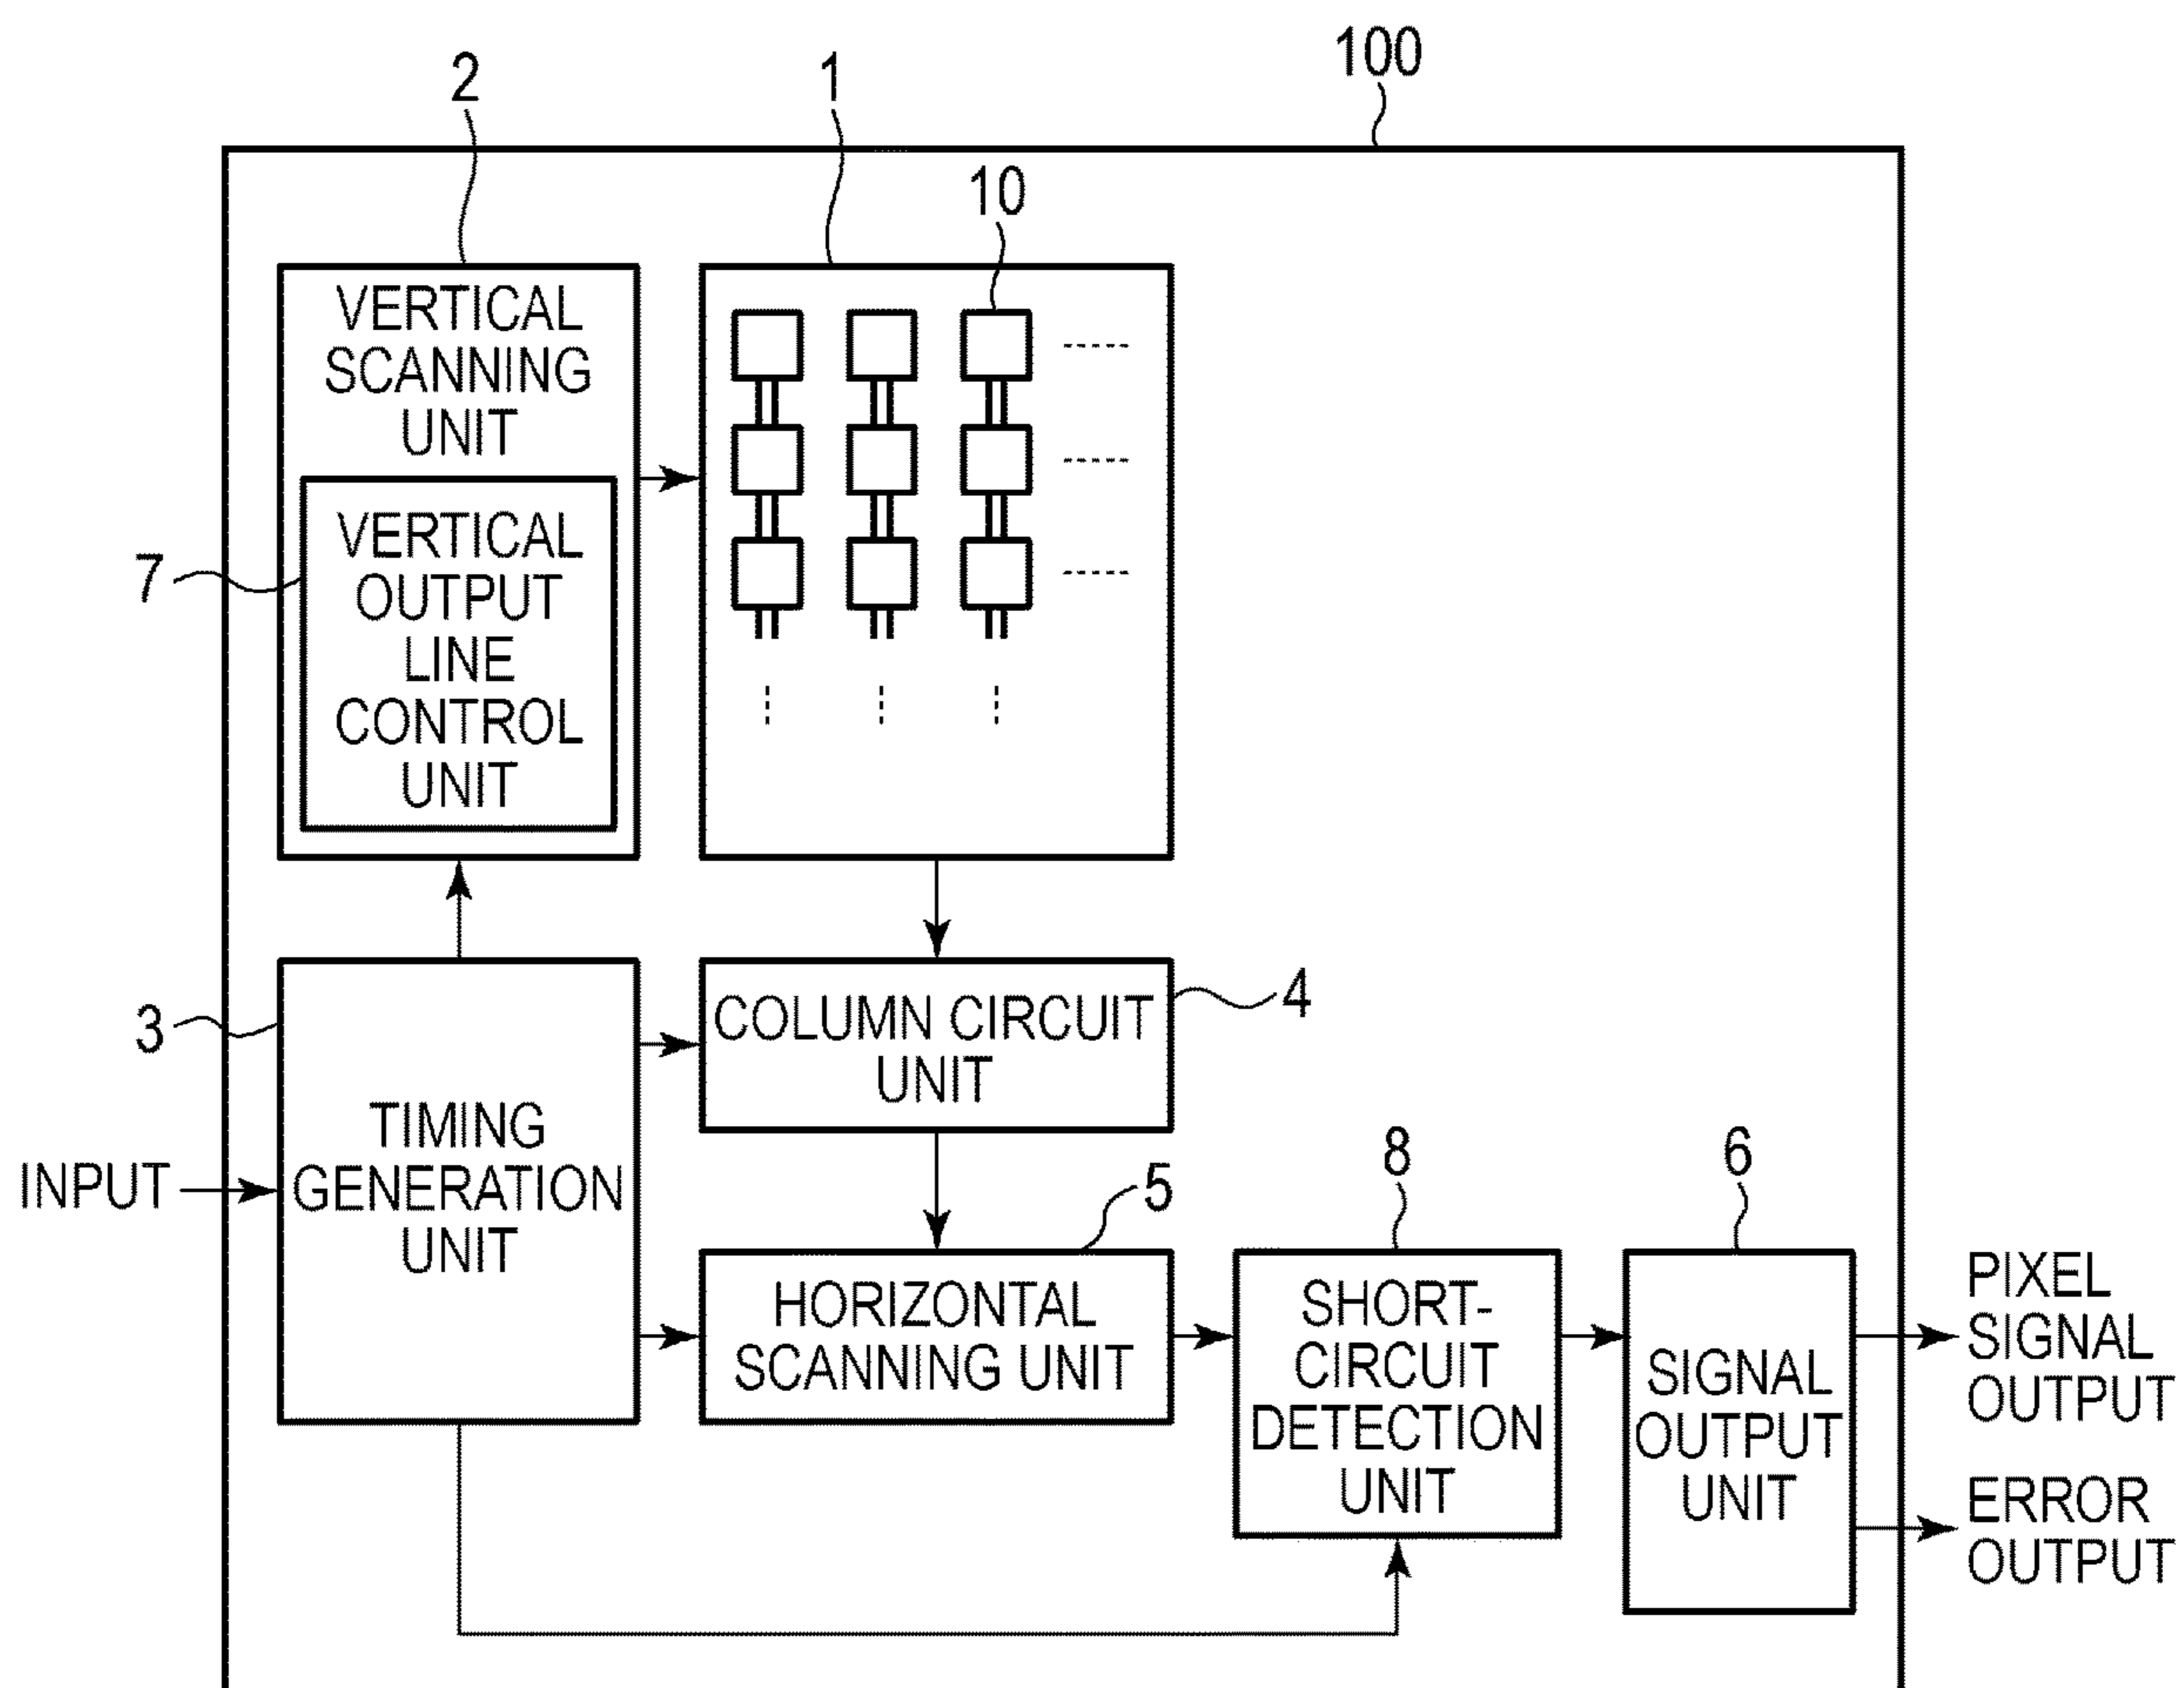 100
2
1
10
VERTICAL
SCANNING
UNIT
7
VERTICAL
OUTPUT
LINE
CONTROL
UNIT
3
TIMING
GENERATION
UNIT
INPUT
COLUMN CIRCUIT
UNIT
4
5
HORIZONTAL
SCANNING UNIT
8
SHORT-
CIRCUIT
DETECTION
UNIT
6
SIGNAL
OUTPUT
UNIT
PIXEL
SIGNAL
OUTPUT
ERROR
OUTPUT